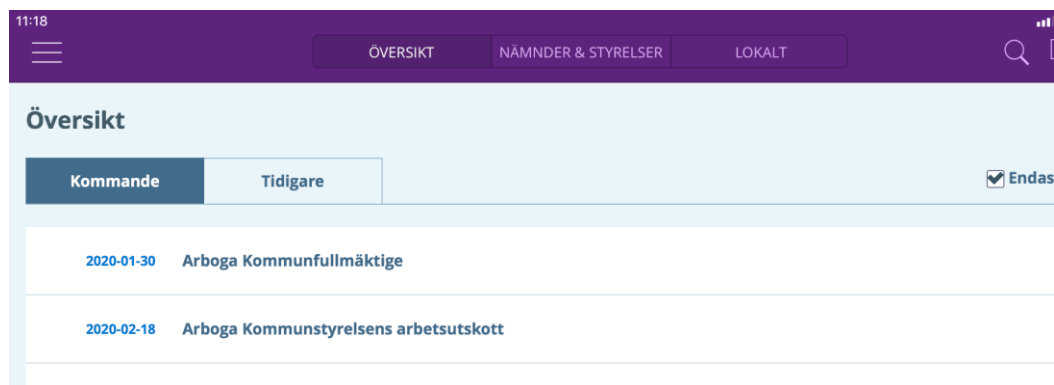 11:18
ÖVERSIKT NÄMNDER & STYRELSER LOKALT
Översikt
Kommande Tidigare Endas
2020-01-30 Arboga Kommunfullmäktige
2020-02-18 Arboga Kommunstyrelsens arbetsutskott